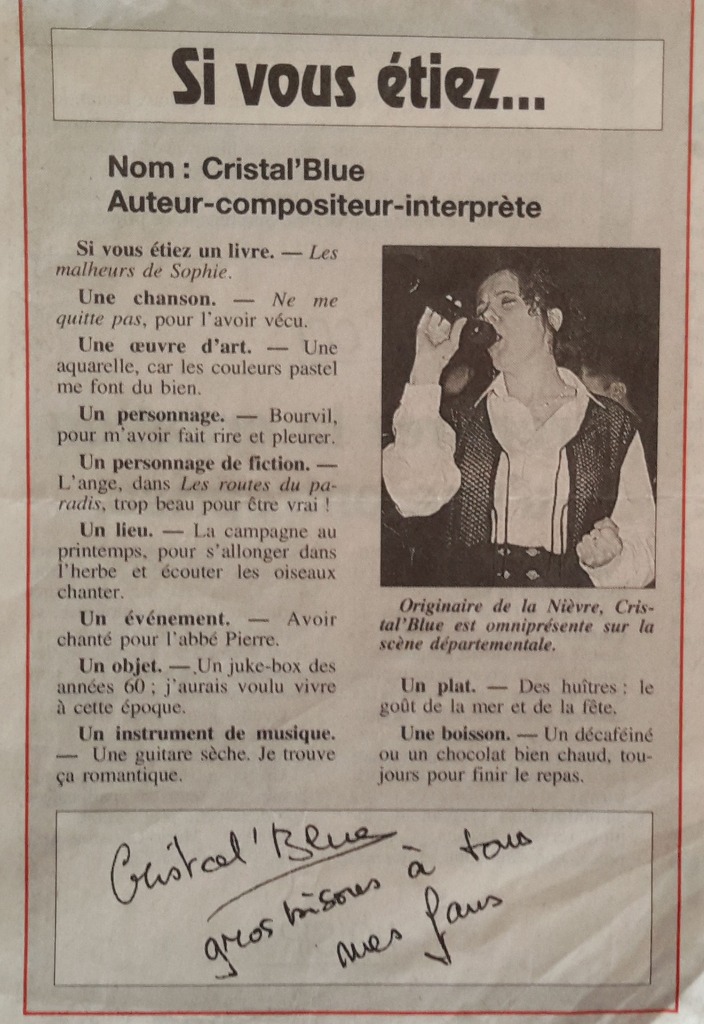 Si vous étiez...
Nom : Cristal'Blue
Auteur-compositeur-interprète
Si vous étiez un livre. — Les
malheurs de Sophie.
Une chanson. — Ne me
quitte pas, pour l'avoir vécu.
Une œuvre d'art. — Une
aquarelle, car les couleurs pastel
me font du bien.
Un personnage. — Bourvil,
pour m'avoir fait rire et pleurer.
Un personnage de fiction. —
L'ange, dans Les routes du pa-
radis, trop beau pour être vrai !
Un lieu. — La campagne au
printemps, pour s'allonger dans
l'herbe et écouter les oiseaux
chanter.
Un événement. — Avoir
chanté pour l'abbé Pierre.
Un objet. — Un juke-box des
années 60 ; j'aurais voulu vivre
à cette époque.
Un instrument de musique.
— Une guitare sèche. Je trouve
ça romantique.
Originaire de la Nièvre, Cris-
tal'Blue est omniprésente sur la
scène départementale.
Un plat. — Des huîtres : le
goût de la mer et de la fête.
Une boisson. — Un décaféiné
ou un chocolat bien chaud, tou-
jours pour finir le repas.
Cristal'Blue
gros bisous à tous
mes fans